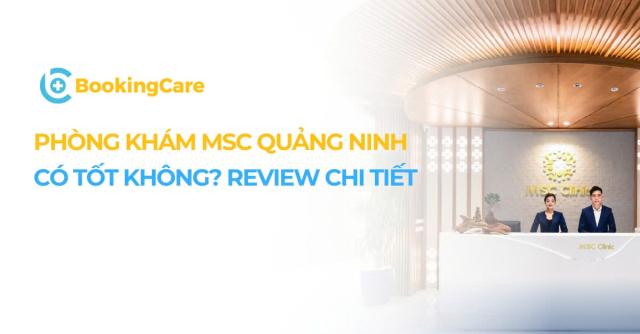 BookingCare
PHÒNG KHÁM MSC QUẢNG NINH
CÓ TỐT KHÔNG? REVIEW CHI TIẾT
MSC Clinic
MSC Clinic